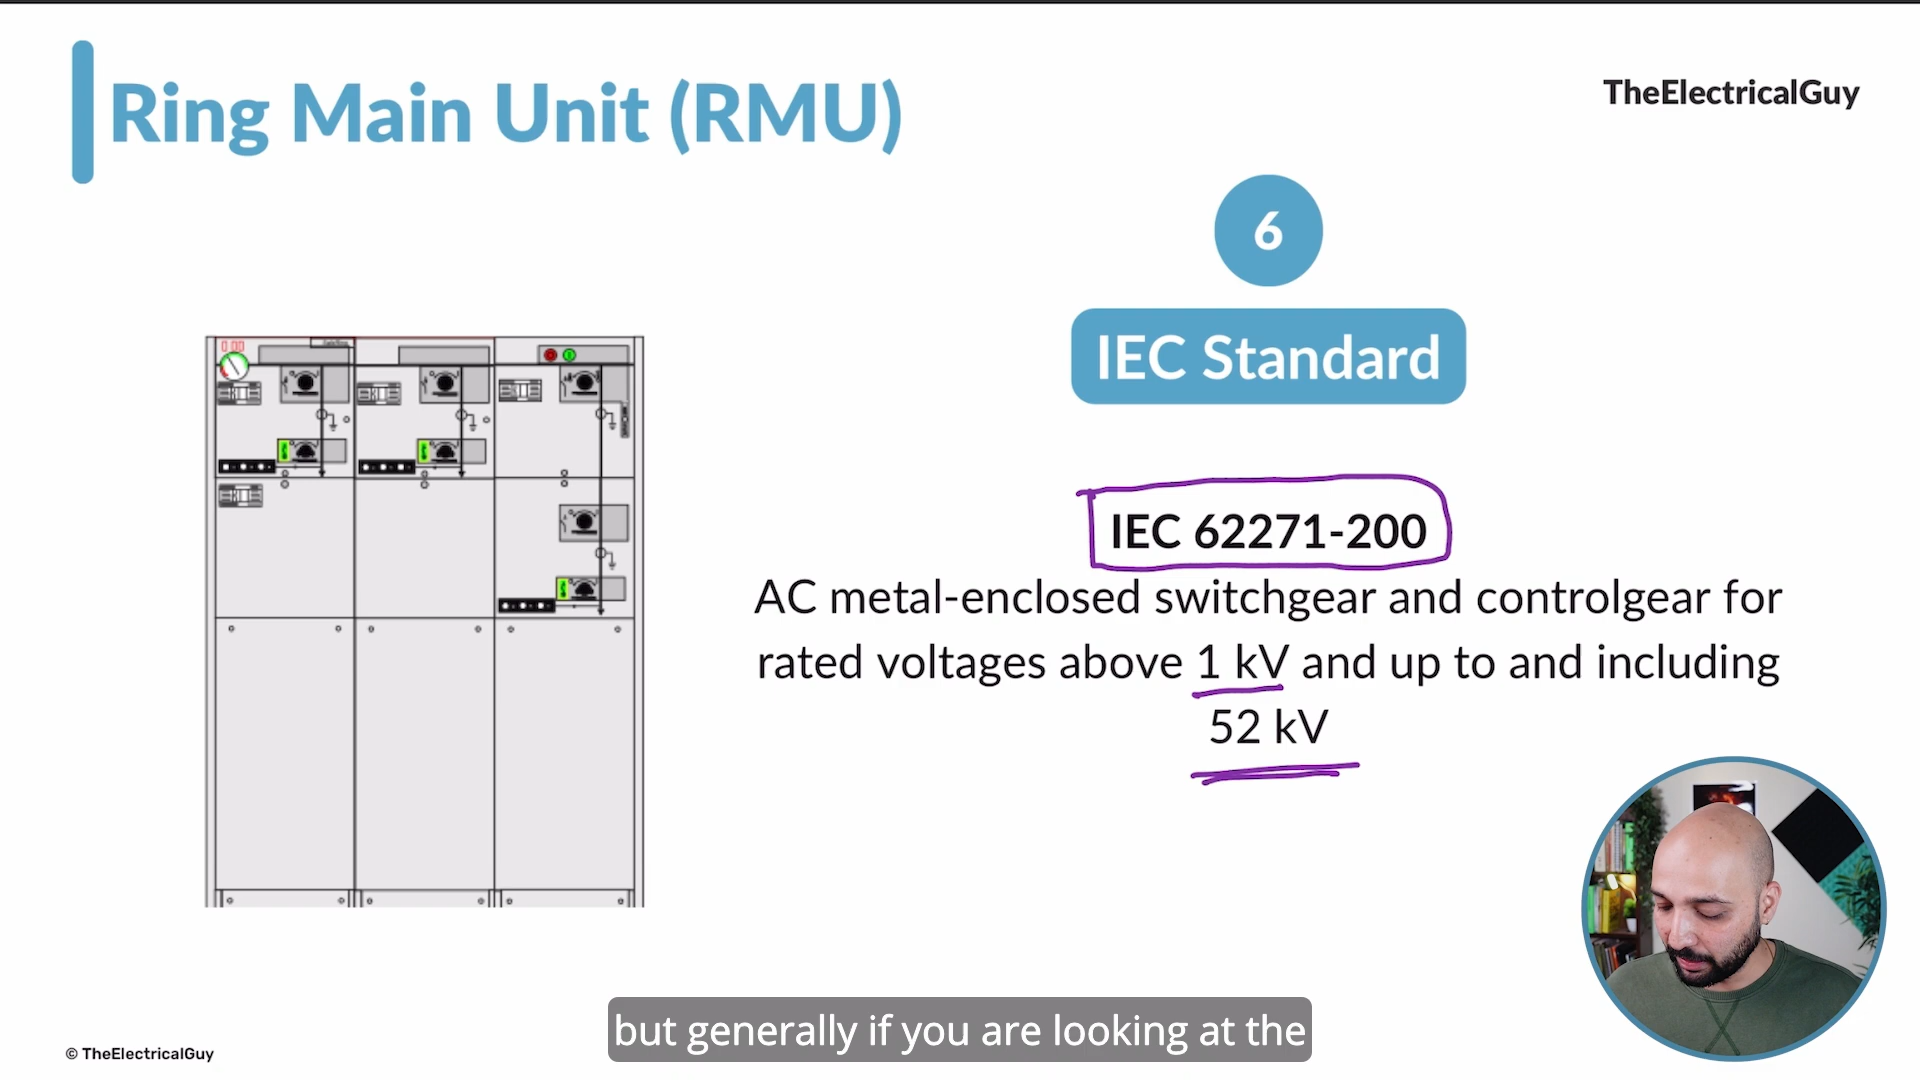 Ring Main Unit (RMU)
TheElectricalGuy
6
IEC Standard
IEC 62271-200
AC metal-enclosed switchgear and controlgear for
rated voltages above 1 kV and up to and including
52 kV
but generally if you are looking at the
© TheElectricalGuy